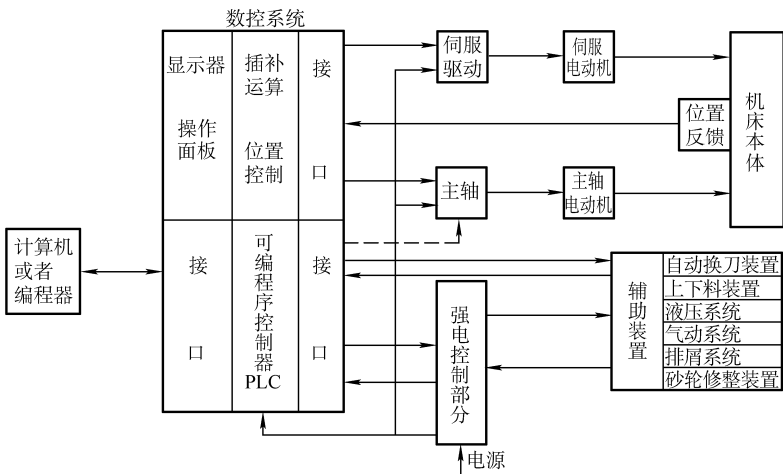 数控系统
显示器
操作
面板
插补
运算
位置
控制
接
口
伺服
驱动
伺服
电动机
机床本体
位置
反馈
主轴
主轴
电动机
计算机
或者
编程器
接
口
可编程序控制器
PLC
接
口
强电控制部分
电源
辅助装置
自动换刀装置
上下料装置
液压系统
气动系统
排屑系统
砂轮修整装置